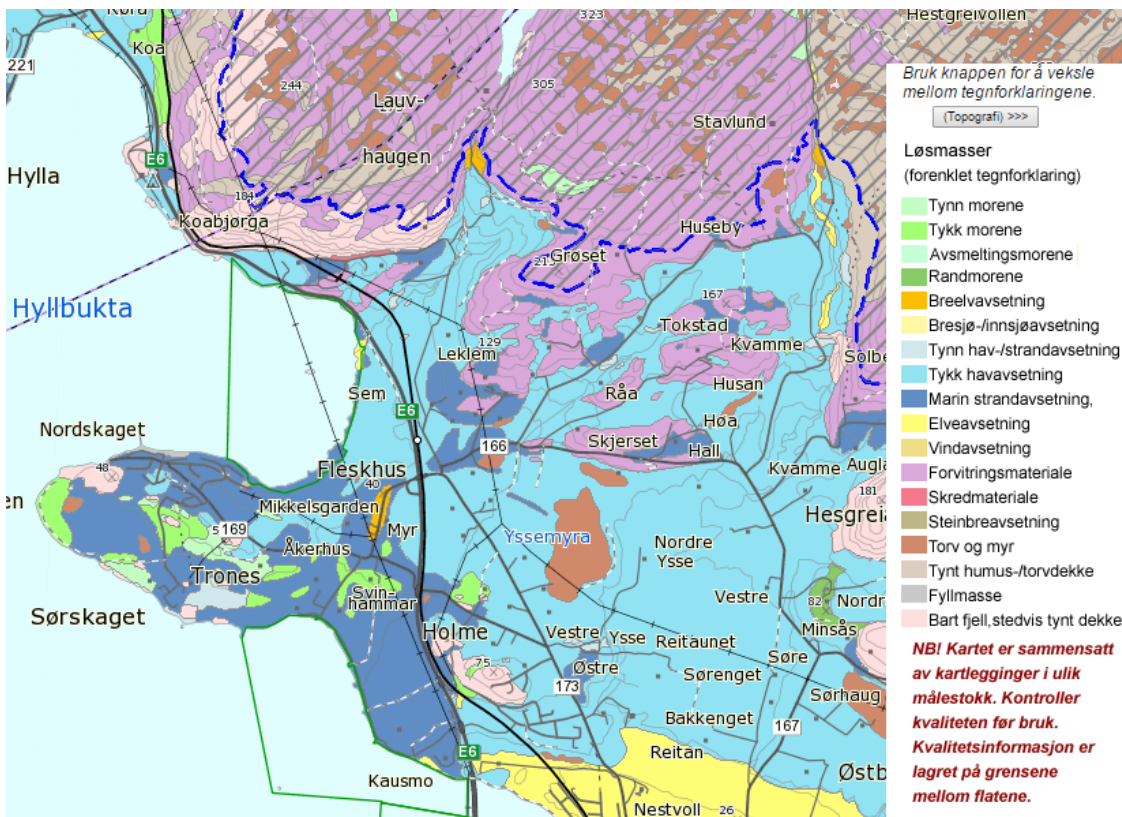 Køra
Koa
221
323
Hestgreivollen
305
244
Lauv-
haugen
Stavlund
E6
Hylla
184
Koabjørga
Huseby
Grøset
Hyllbukta
167
Tokstad
Kvamme
129
Leklem
Solbe
Sem
Råa
Husan
E6
Høa
Nordskaget
166
Skjerset
Hall
48
Fleskhus
Kvamme
Augla
40
181
en
Mikkelsgarden
Hesgreia
169
Myr
Yssemyra
Nordre
Ysse
Åkerhus
Trones
Svin-
hammar
Vestre
82
Nordr
Sørskaget
Minsås
Holme
Vestre
Ysse
Reitaunet
Søre
75
Østre
Sørenget
173
Sørhaug
Bakkenget
167
E6
Reitan
Kausmo
Østb
Nestvoll
26
Bruk knappen for å veksle
mellom tegnforklaringene.
(Topografi) >>>
Løsmasser
(forenklet tegnforklaring)
Tynn morene
Tykk morene
Avsmeltingsmorene
Randmorene
Breelvavsetning
Bresjø-/innsjøavsetning
Tynn hav-/strandavsetning
Tykk havavsetning
Marin strandavsetning,
Elveavsetning
Vindavsetning
Forvitringsmateriale
Skredmateriale
Steinbreavsetning
Torv og myr
Tynt humus-/torvdekke
Fyllmasse
Bart fjell,stedvis tynt dekke
NB! Kartet er sammensatt
av kartlegginger i ulik
målestokk. Kontroller
kvaliteten før bruk.
Kvalitetsinformasjon er
lagret på grensene
mellom flatene.